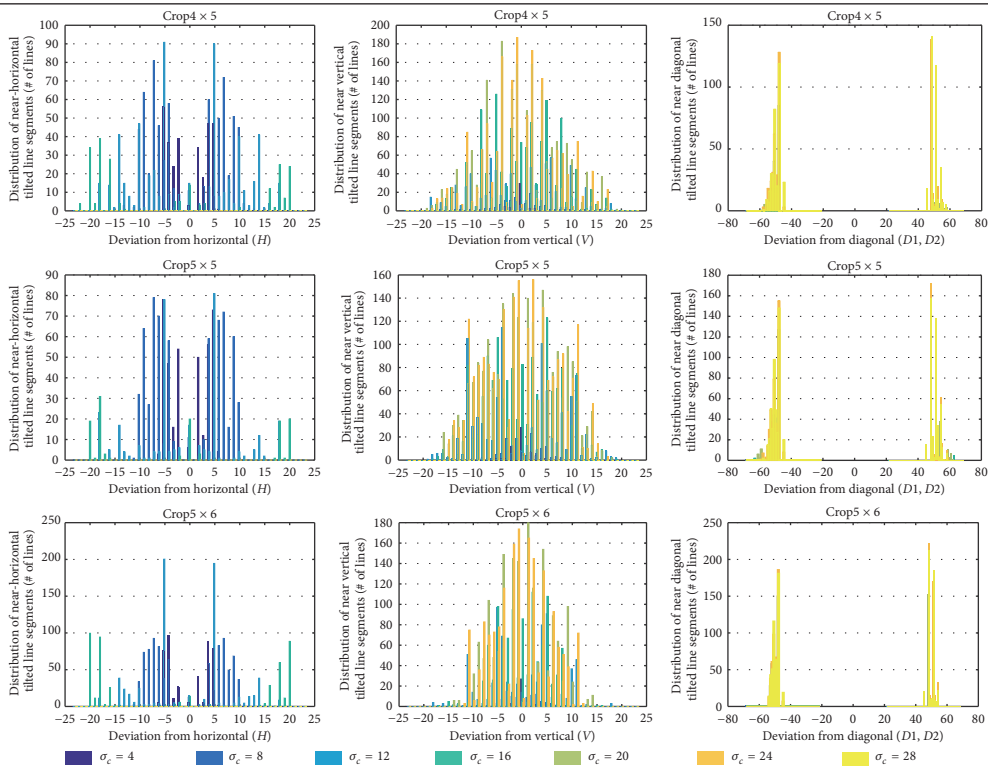 Crop4 × 5
Distribution of near-horizontal
tilted line segments (# of lines)
100
90
80
70
60
50
40
30
20
10
0
−25 −20 −15 −10 −5 0 5 10 15 20 25
Deviation from horizontal (H)
Crop4 × 5
Distribution of near vertical
tilted line segments (# of lines)
200
180
160
140
120
100
80
60
40
20
0
−25 −20 −15 −10 −5 0 5 10 15 20 25
Deviation from vertical (V)
Crop4 × 5
Distribution of near diagonal
tilted line segments (# of lines)
150
100
50
0
−80 −60 −40 −20 0 20 40 60 80
Deviation from diagonal (D1, D2)
Crop5 × 5
Distribution of near-horizontal
tilted line segments (# of lines)
90
80
70
60
50
40
30
20
10
0
−25 −20 −15 −10 −5 0 5 10 15 20 25
Deviation from horizontal (H)
Crop5 × 5
Distribution of near vertical
tilted line segments (# of lines)
160
140
120
100
80
60
40
20
0
−25 −20 −15 −10 −5 0 5 10 15 20 25
Deviation from vertical (V)
Crop5 × 5
Distribution of near diagonal
tilted line segments (# of lines)
180
160
140
120
100
80
60
40
20
0
−80 −60 −40 −20 0 20 40 60 80
Deviation from diagonal (D1, D2)
Crop5 × 6
Distribution of near-horizontal
tilted line segments (# of lines)
250
200
150
100
50
0
−25 −20 −15 −10 −5 0 5 10 15 20 25
Deviation from horizontal (H)
Crop5 × 6
Distribution of near vertical
tilted line segments (# of lines)
180
160
140
120
100
80
60
40
20
0
−25 −20 −15 −10 −5 0 5 10 15 20 25
Deviation from vertical (V)
Crop5 × 6
Distribution of near diagonal
tilted line segments (# of lines)
250
200
150
100
50
0
−80 −60 −40 −20 0 20 40 60 80
Deviation from diagonal (D1, D2)
σc = 4 σc = 8 σc = 12 σc = 16 σc = 20 σc = 24 σc = 28